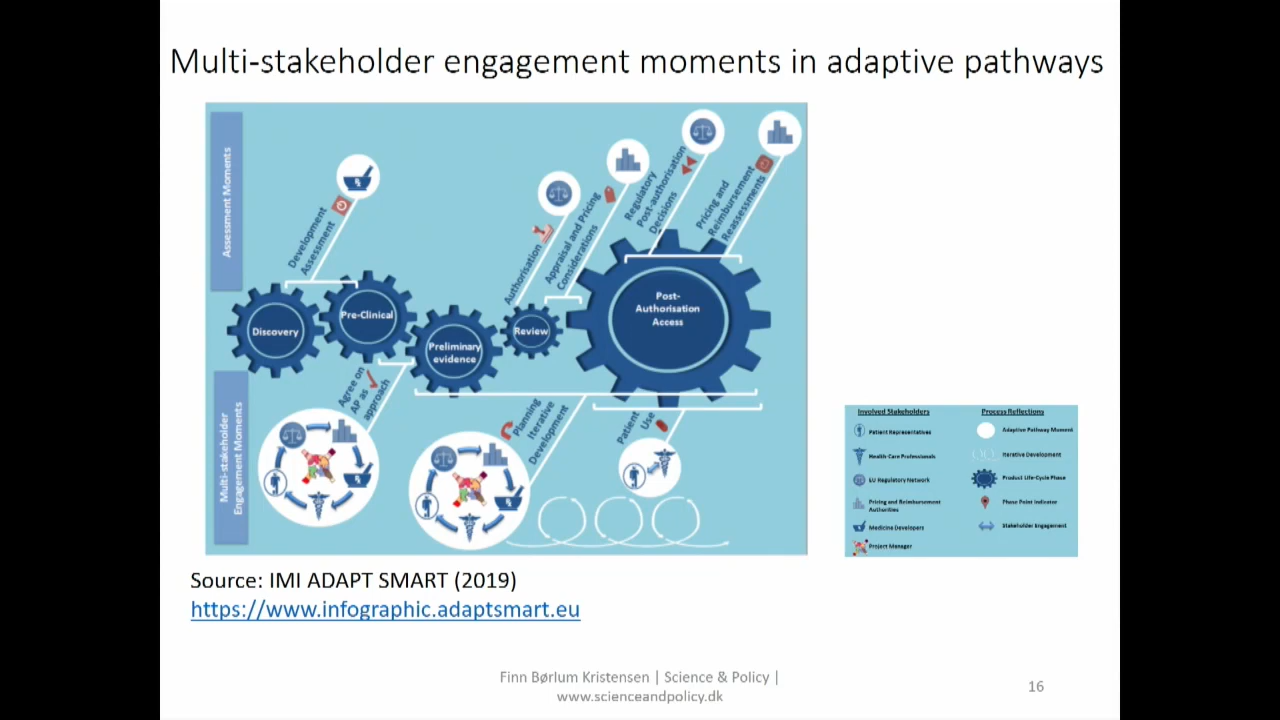 Multi-stakeholder engagement moments in adaptive pathways
Assessment Moments
Development
Assessment
Authorisation
Appraisal and Pricing
Considerations
Regulatory
Post-authorisation
Decisions
Pricing and
Reimbursement
Reassessments
Discovery
Pre-Clinical
Preliminary
evidence
Review
Post-
Authorisation
Access
Multi-stakeholder
Engagement Moments
Agree on
AP as
approach
Planning
Iterative
Development
Patient
Use
Involved Stakeholders
Patient Representatives
Health-Care Professionals
EU Regulatory Network
Pricing and Reimbursement
Authorities
Medicine Developers
Project Manager
Process Reflections
Adaptive Pathway Moment
Iterative Development
Product Life-Cycle Phase
Phase Point Indicator
Stakeholder Engagement
Source: IMI ADAPT SMART (2019)
https://www.infographic.adaptsmart.eu
Finn Børlum Kristensen | Science & Policy |
www.scienceandpolicy.dk
16